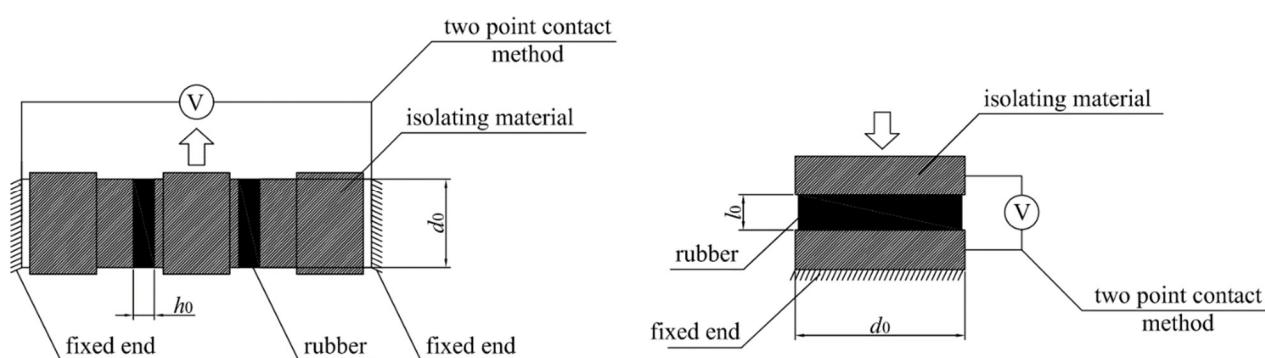 two point contact
method
V
isolating material
d0
h0
fixed end
rubber
fixed end
isolating material
l0
V
rubber
fixed end
d0
two point contact
method